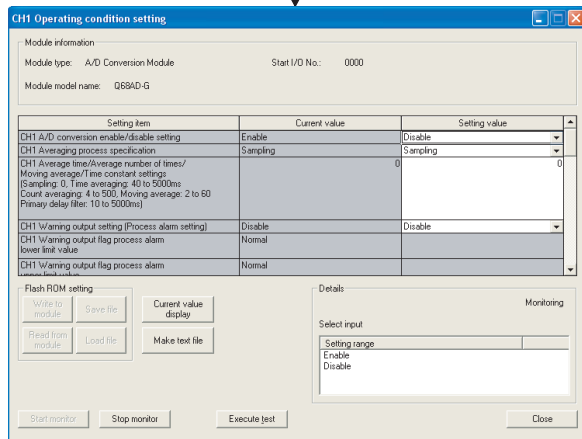 CH1 Operating condition setting
Module information
Module type: A/D Conversion Module Start I/O No.: 0000
Module model name: Q68AD-G
Setting item Current value Setting value
CH1 A/D conversion enable/disable setting Enable Disable
CH1 Averaging process specification Sampling Sampling
CH1 Average time/Average number of times/ 0 0
Moving average/Time constant settings
(Sampling: 0, Time averaging: 40 to 5000ms
Count averaging: 4 to 500, Moving average: 2 to 60
Primary delay filter: 10 to 5000ms)
CH1 Warning output setting (Process alarm setting) Disable Disable
CH1 Warning output flag process alarm Normal
lower limit value
CH1 Warning output flag process alarm Normal
upper limit value
Flash ROM setting
Write to
module
Save file
Current value
display
Read from
module
Load file
Make text file
Details
Monitoring
Select input
Setting range
Enable
Disable
Start monitor Stop monitor Execute test Close